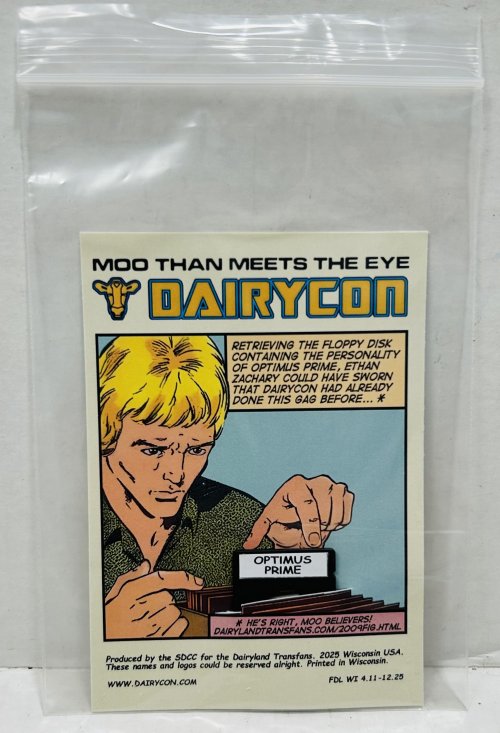 MOO THAN MEETS THE EYE
DAIRYCON
RETRIEVING THE FLOPPY DISK
CONTAINING THE PERSONALITY
OF OPTIMUS PRIME, ETHAN
ZACHARY COULD HAVE SWORN
THAT DAIRYCON HAD ALREADY
DONE THIS GAG BEFORE... *
OPTIMUS
PRIME
* HE'S RIGHT, MOO BELIEVERS!
DAIRYLANDTRANSFANS.COM/2009FIG.HTML
Produced by the SDCC for the Dairyland Transfans. 2025 Wisconsin USA.
These names and logos could be reserved alright. Printed in Wisconsin.
WWW.DAIRYCON.COM
FDL WI 4.11-12.25